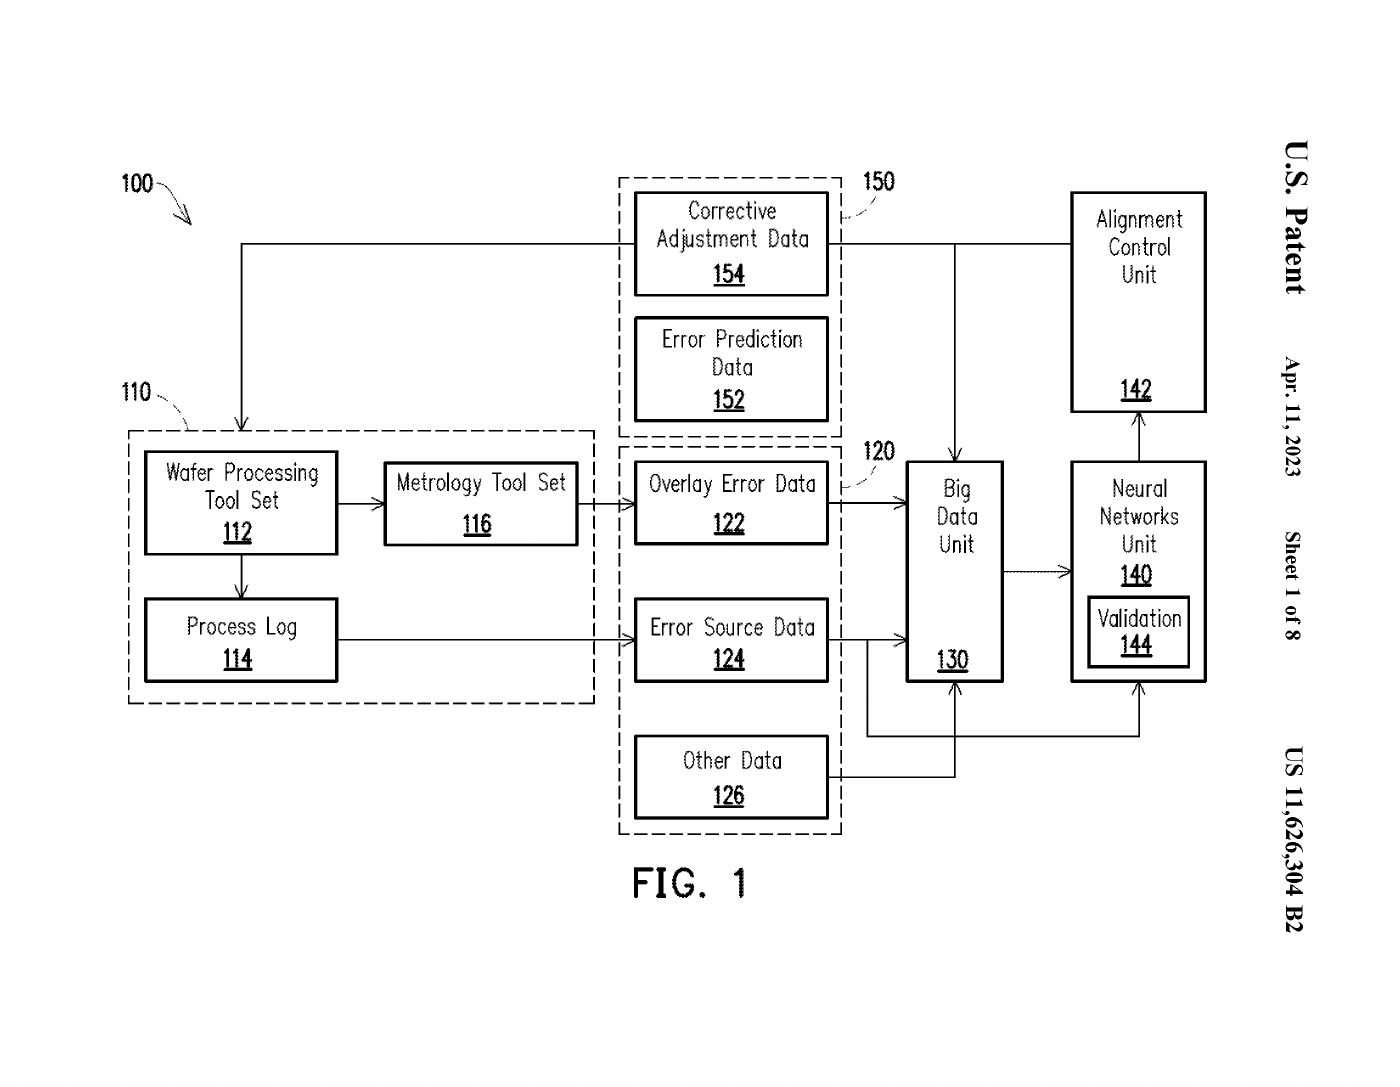 U.S. Patent
Apr. 11, 2023
Sheet 1 of 8
US 11,626,304 B2
100
150
Corrective
Adjustment Data
154
Error Prediction
Data
152
Alignment
Control
Unit
142
110
120
Wafer Processing
Tool Set
112
Metrology Tool Set
116
Overlay Error Data
122
Big
Data
Unit
130
Neural
Networks
Unit
140
Validation
144
Process Log
114
Error Source Data
124
Other Data
126
FIG. 1